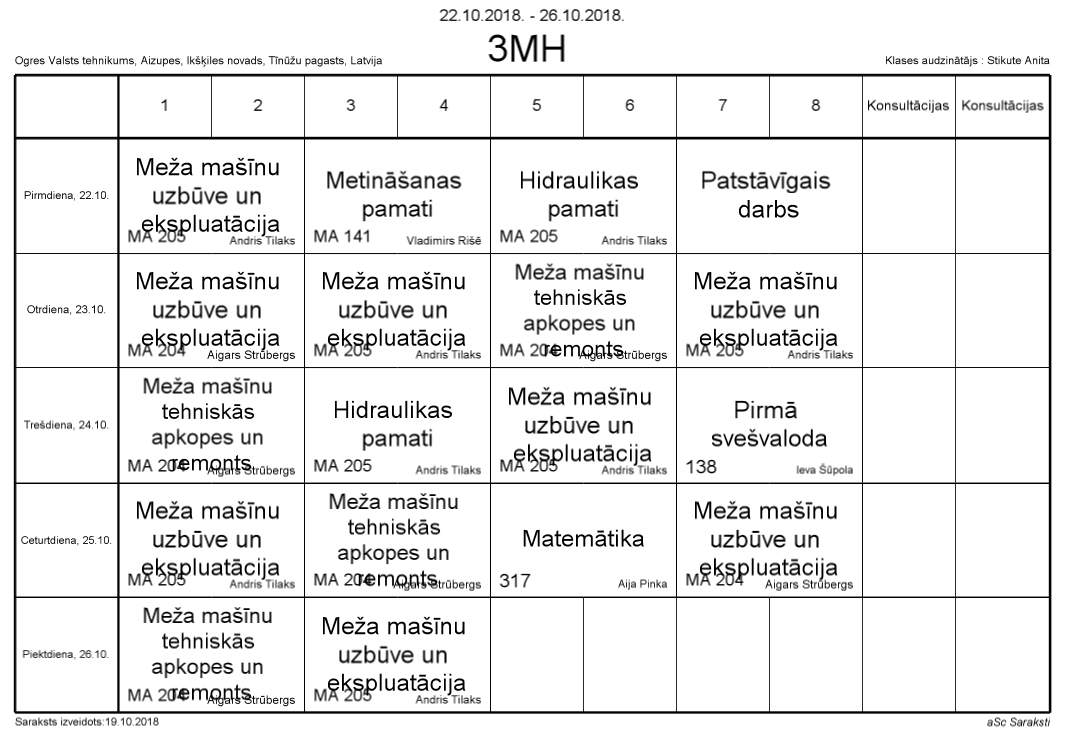 22.10.2018. - 26.10.2018.
3MH
Ogres Valsts tehnikums, Aizupes, Ikšķiles novads, Tīnūžu pagasts, Latvija
Klases audzinātājs : Stikute Anita
1 2 3 4 5 6 7 8 Konsultācijas Konsultācijas
Pirmdiena, 22.10.
Meža mašīnu
uzbūve un
ekspluatācija
MA 205 Andris Tilaks
Metināšanas
pamati
MA 141 Vladimirs Rišē
Hidraulikas
pamati
MA 205 Andris Tilaks
Patstāvīgais
darbs
Otrdiena, 23.10.
Meža mašīnu
uzbūve un
ekspluatācija
MA 204 Aigars Strūbergs
Meža mašīnu
uzbūve un
ekspluatācija
MA 205 Andris Tilaks
Meža mašīnu
tehniskās
apkopes un
remonts
MA 204 Aigars Strūbergs
Meža mašīnu
uzbūve un
ekspluatācija
MA 205 Andris Tilaks
Trešdiena, 24.10.
Meža mašīnu
tehniskās
apkopes un
remonts
MA 204 Aigars Strūbergs
Hidraulikas
pamati
MA 205 Andris Tilaks
Meža mašīnu
uzbūve un
ekspluatācija
MA 205 Andris Tilaks
Pirmā
svešvaloda
138 Ieva Šūpola
Ceturtdiena, 25.10.
Meža mašīnu
uzbūve un
ekspluatācija
MA 205 Andris Tilaks
Meža mašīnu
tehniskās
apkopes un
remonts
MA 204 Aigars Strūbergs
Matemātika
317 Aija Pinka
Meža mašīnu
uzbūve un
ekspluatācija
MA 204 Aigars Strūbergs
Piektdiena, 26.10.
Meža mašīnu
tehniskās
apkopes un
remonts
MA 204 Aigars Strūbergs
Meža mašīnu
uzbūve un
ekspluatācija
MA 205 Andris Tilaks
Saraksts izveidots:19.10.2018
aSc Saraksti